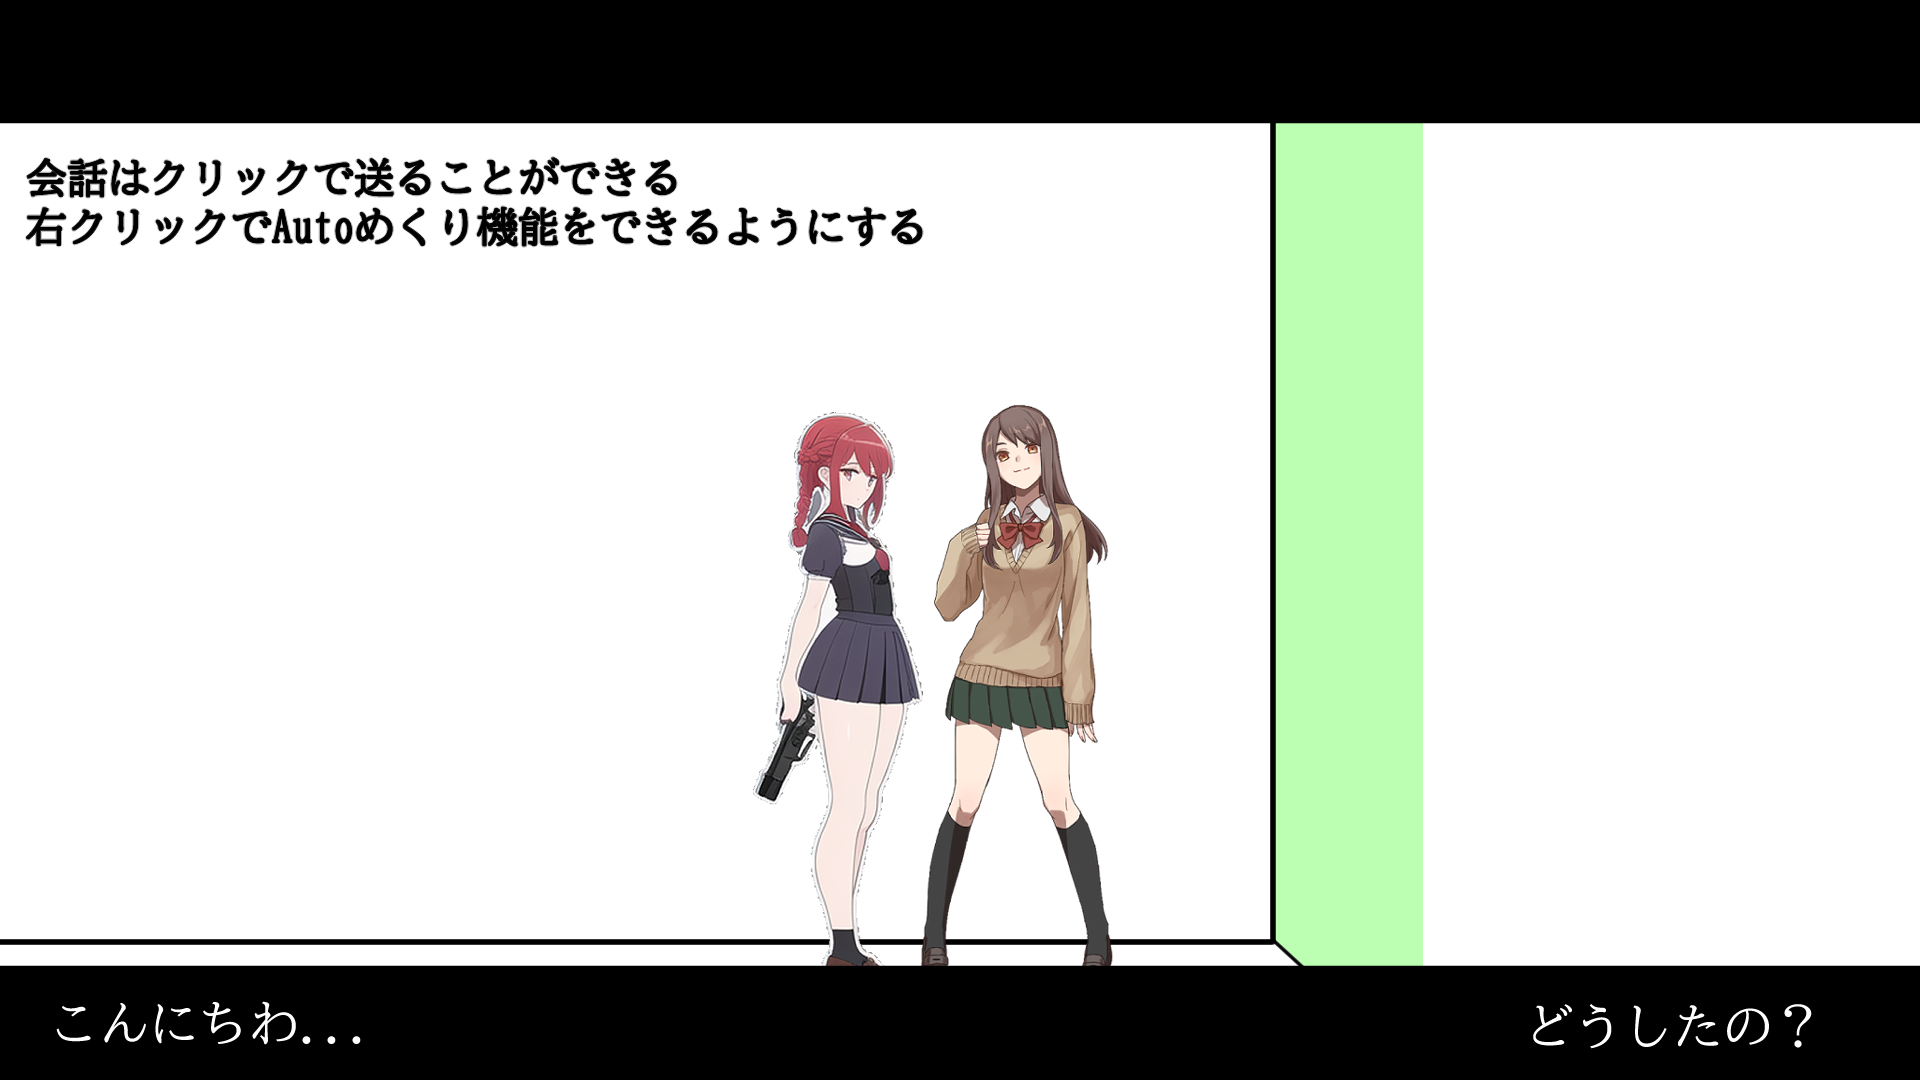 会話はクリックで送ることができる
右クリックでAutoめくり機能をできるようにする
こんにちわ...
どうしたの？